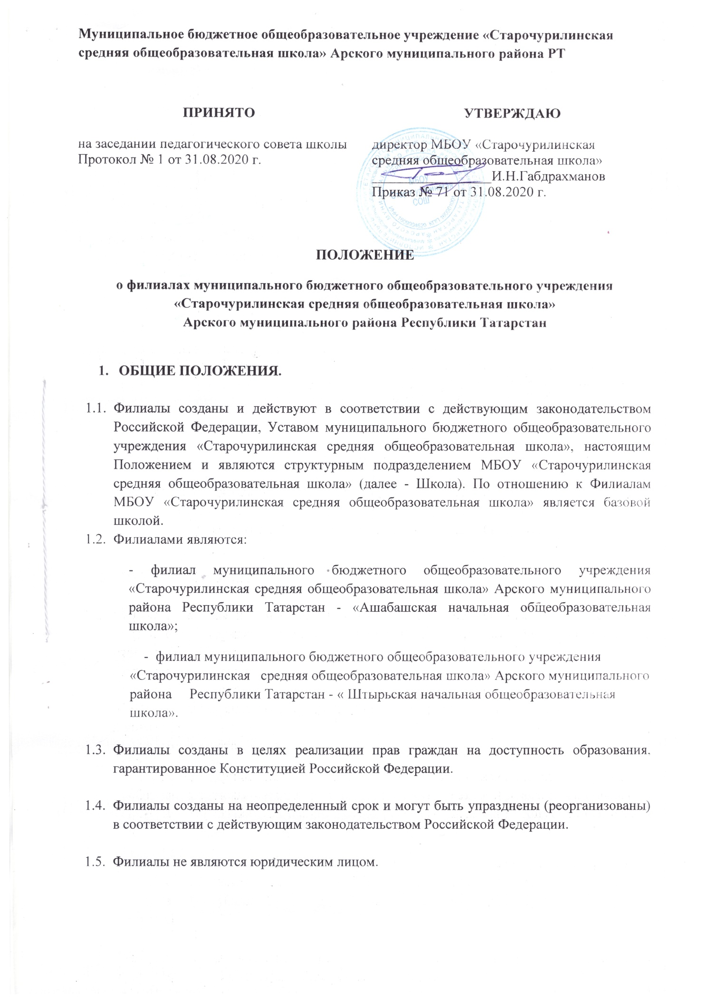 Муниципальное бюджетное общеобразовательное учреждение «Старочурилинская
средняя общеобразовательная школа» Арского муниципального района РТ
ПРИНЯТО
на заседании педагогического совета школы
Протокол № 1 от 31.08.2020 г.
УТВЕРЖДАЮ
директор МБОУ «Старочурилинская
средняя общеобразовательная школа»
__________________И.Н.Габдрахманов
Приказ № 71 от 31.08.2020 г.
МБОУ
СОШ
ПОЛОЖЕНИЕ
о филиалах муниципального бюджетного общеобразовательного учреждения
«Старочурилинская средняя общеобразовательная школа»
Арского муниципального района Республики Татарстан
1. ОБЩИЕ ПОЛОЖЕНИЯ.
1.1. Филиалы созданы и действуют в соответствии с действующим законодательством
Российской Федерации, Уставом муниципального бюджетного общеобразовательного
учреждения «Старочурилинская средняя общеобразовательная школа», настоящим
Положением и являются структурным подразделением МБОУ «Старочурилинская
средняя общеобразовательная школа» (далее - Школа). По отношению к Филиалам
МБОУ «Старочурилинская средняя общеобразовательная школа» является базовой
школой.
1.2. Филиалами являются:
- филиал муниципального бюджетного общеобразовательного учреждения
«Старочурилинская средняя общеобразовательная школа» Арского муниципального
района Республики Татарстан - «Ашабашская начальная общеобразовательная
школа»;
- филиал муниципального бюджетного общеобразовательного учреждения
«Старочурилинская средняя общеобразовательная школа» Арского муниципального
района Республики Татарстан - « Штырьская начальная общеобразовательная
школа».
1.3. Филиалы созданы в целях реализации прав граждан на доступность образования,
гарантированное Конституцией Российской Федерации.
1.4. Филиалы созданы на неопределенный срок и могут быть упразднены (реорганизованы)
в соответствии с действующим законодательством Российской Федерации.
1.5. Филиалы не являются юридическим лицом.